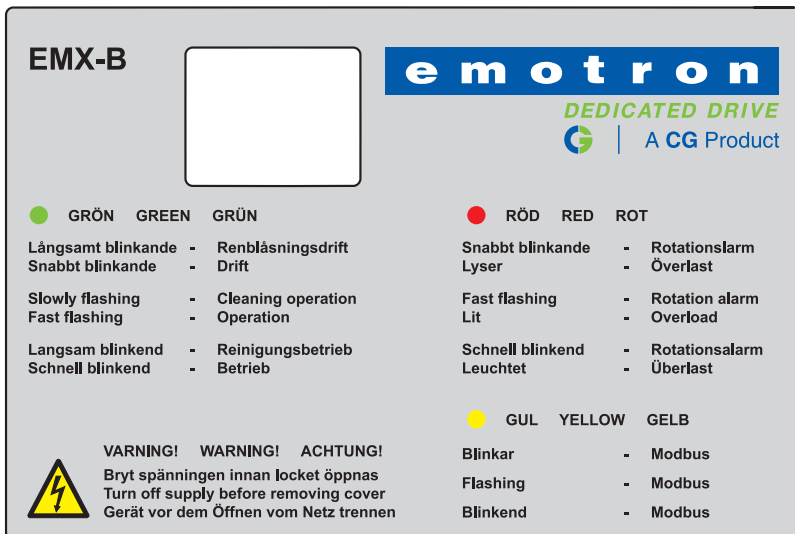 EMX-B
emotron
DEDICATED DRIVE
A CG Product
GRÖN GREEN GRÜN
Långsamt blinkande - Renblåsningsdrift
Snabbt blinkande - Drift
Slowly flashing - Cleaning operation
Fast flashing - Operation
Langsam blinkend - Reinigungsbetrieb
Schnell blinkend - Betrieb
RÖD RED ROT
Snabbt blinkande - Rotationslarm
Lyser - Överlast
Fast flashing - Rotation alarm
Lit - Overload
Schnell blinkend - Rotationsalarm
Leuchtet - Überlast
GUL YELLOW GELB
Blinkar - Modbus
Flashing - Modbus
Blinkend - Modbus
VARNING! WARNING! ACHTUNG!
Bryt spänningen innan locket öppnas
Turn off supply before removing cover
Gerät vor dem Öffnen vom Netz trennen